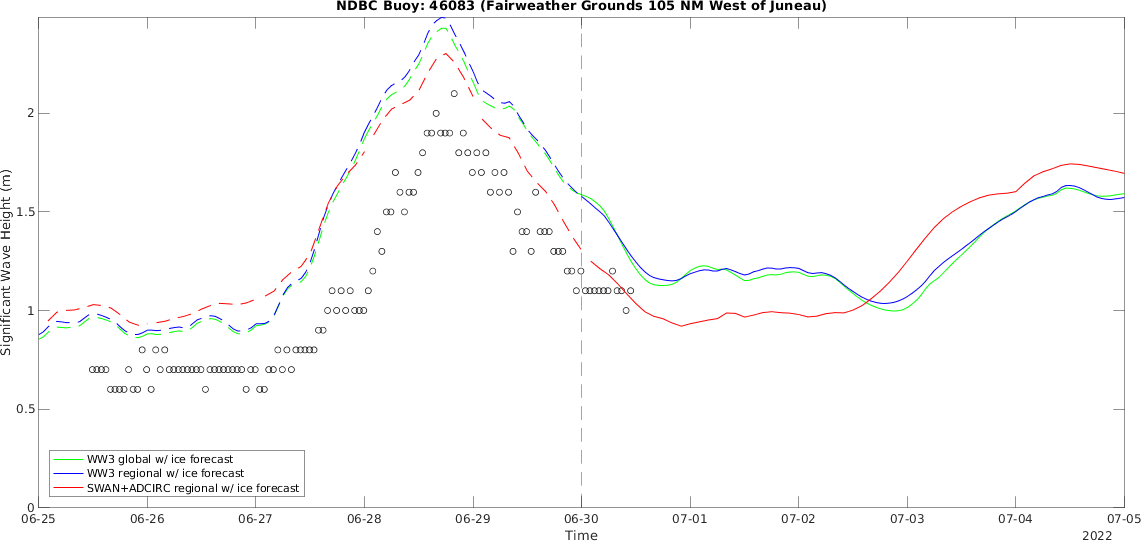 NDBC Buoy: 46083 (Fairweather Grounds 105 NM West of Juneau)
Significant Wave Height (m)
2
1.5
1
0.5
0
WW3 global w/ ice forecast
WW3 regional w/ ice forecast
SWAN+ADCIRC regional w/ ice forecast
06-25 06-26 06-27 06-28 06-29 06-30 07-01 07-02 07-03 07-04 07-05
Time
2022